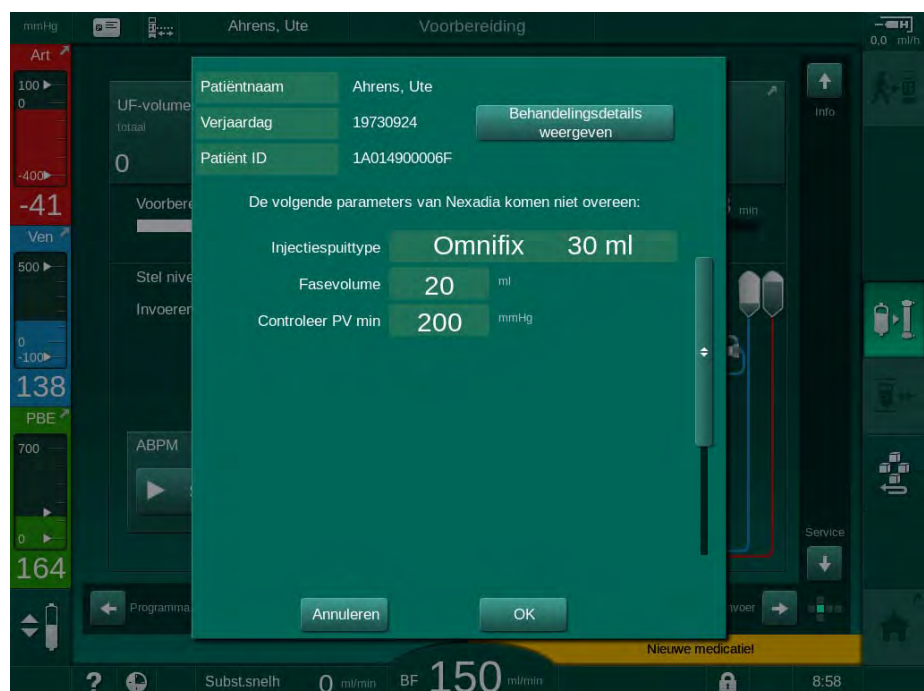 mmHg
Ahrens, Ute
Voorbereiding
0,0 ml/h
Art
100
0
-400
-41
Ven
500
0
-100
138
PBE
700
0
164
UF-volume
totaal
0
Voorbere
min
Stel nive
Invoeren
ABPM
Info
Service
Patiëntnaam Ahrens, Ute
Verjaardag 19730924
Behandelingsdetails
weergeven
Patiënt ID 1A014900006F
De volgende parameters van Nexadia komen niet overeen:
Injectiespuittype Omnifix 30 ml
Fasevolume 20 ml
Controleer PV min 200 mmHg
Annuleren OK
Programma
nvoer
Nieuwe medicatie!
? Subst.snelh 0 ml/min BF 150 ml/min 8:58